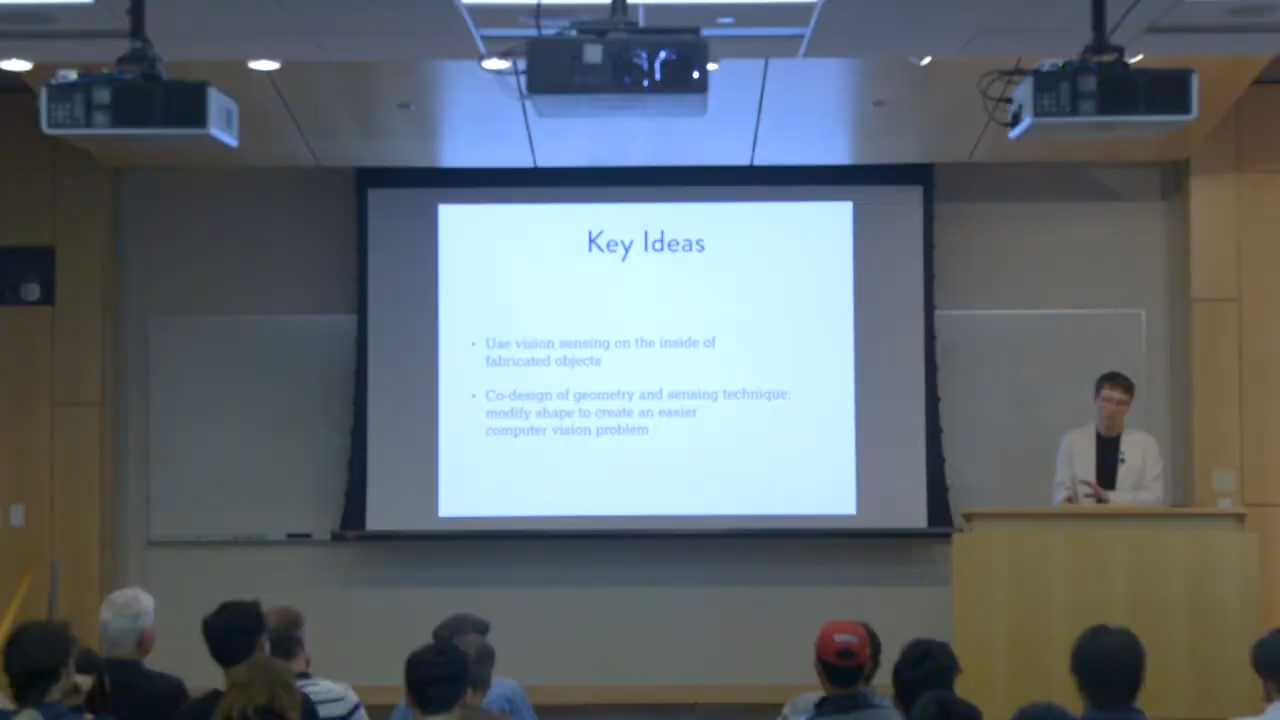 Key Ideas
• Use vision sensing on the inside of
fabricated objects
• Co-design of geometry and sensing technique:
modify shape to create an easier
computer vision problem